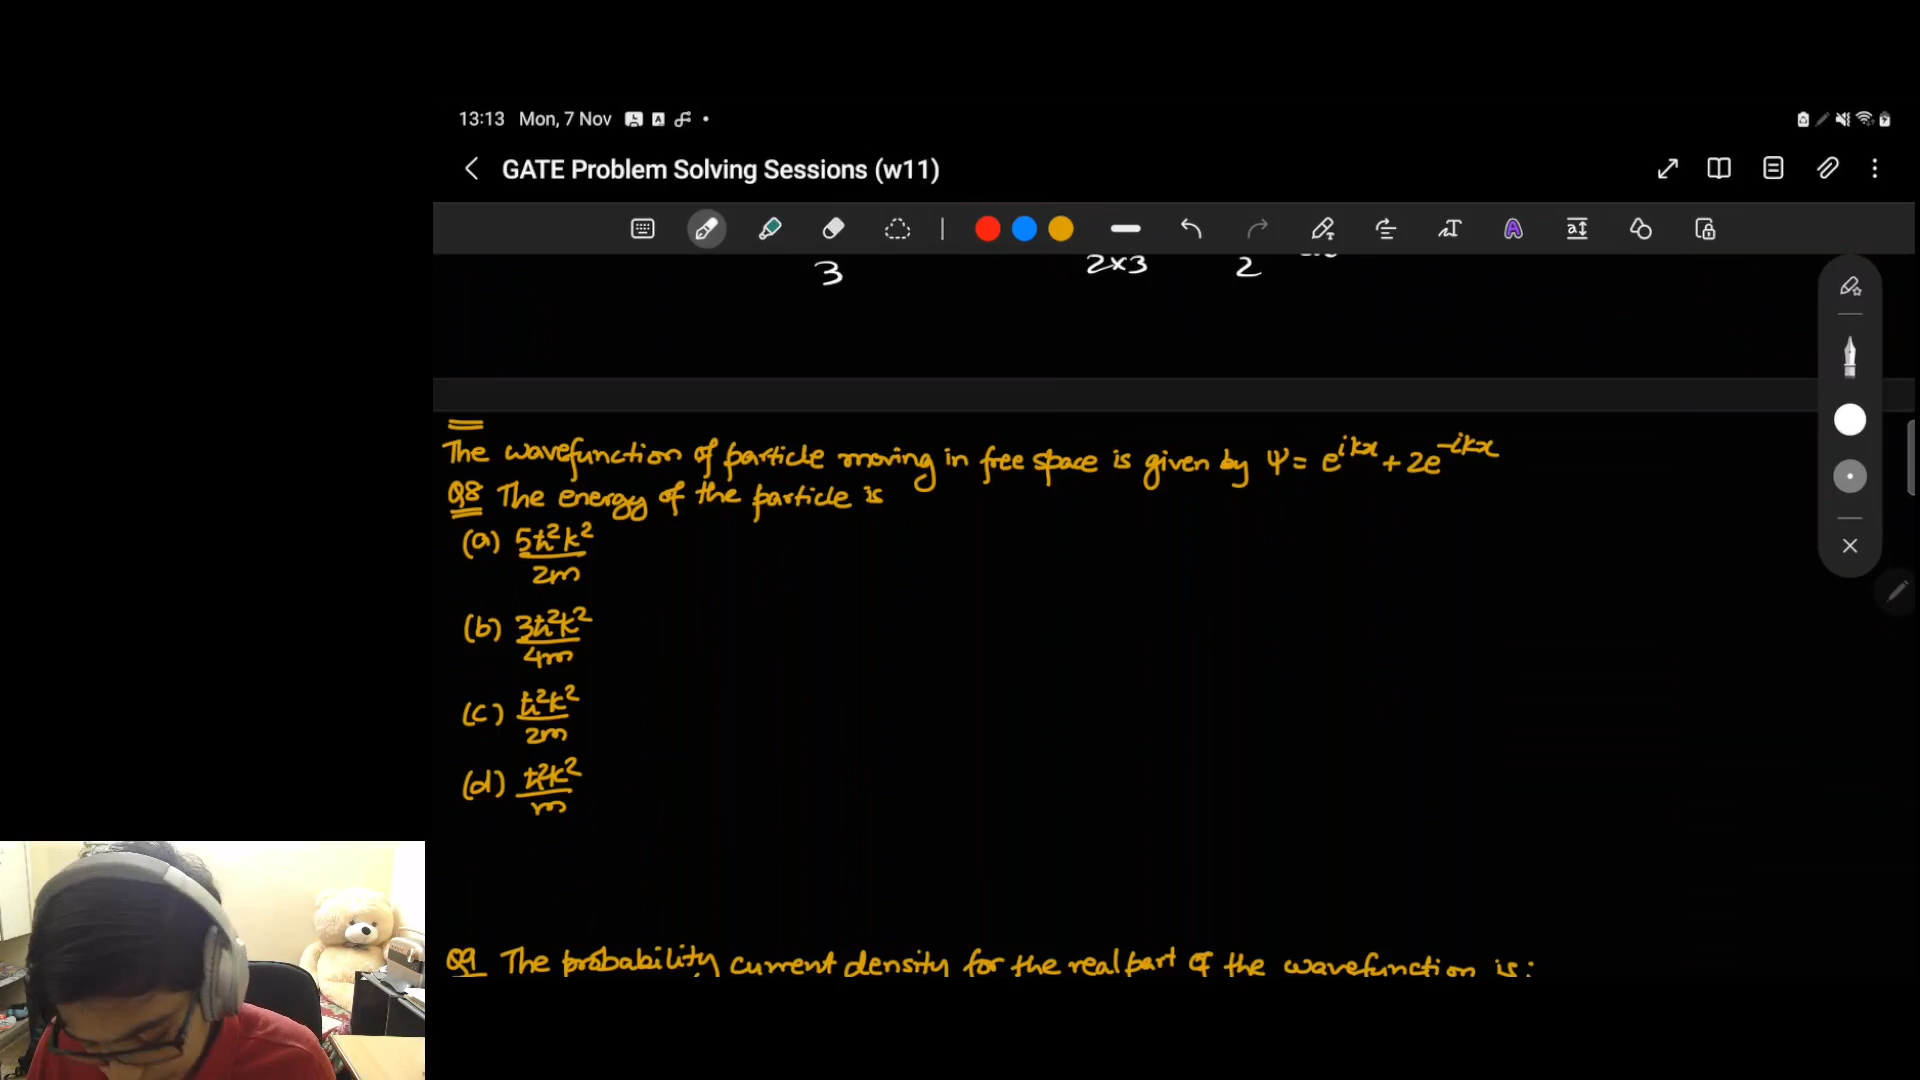 13:13 Mon, 7 Nov
GATE Problem Solving Sessions (w11)
3 2×3 2
The wavefunction of particle moving in free space is given by Ψ = e^{ikx} + 2e^{-ikx}
Q8 The energy of the particle is
(a) 5ħ²k²/2m
(b) 3ħ²k²/4m
(c) ħ²k²/2m
(d) ħ²k²/m
Q9 The probability current density for the real part of the wavefunction is: